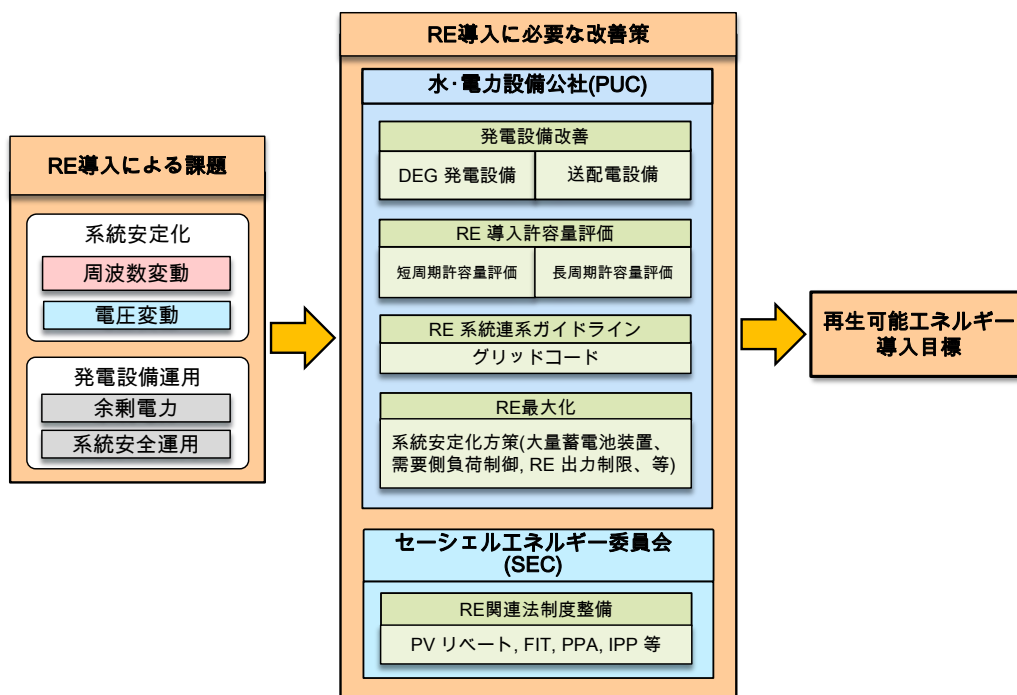 RE導入による課題
系統安定化
周波数変動
電圧変動
発電設備運用
余剰電力
系統安全運用
RE導入に必要な改善策
水・電力設備公社(PUC)
発電設備改善
DEG 発電設備
送配電設備
RE 導入許容量評価
短周期許容量評価
長周期許容量評価
RE 系統連系ガイドライン
グリッドコード
RE最大化
系統安定化方策(大量蓄電池装置、
需要側負荷制御, RE 出力制限、等)
セーシェルエネルギー委員会
(SEC)
RE関連法制度整備
PV リベート, FIT, PPA, IPP 等
再生可能エネルギー
導入目標